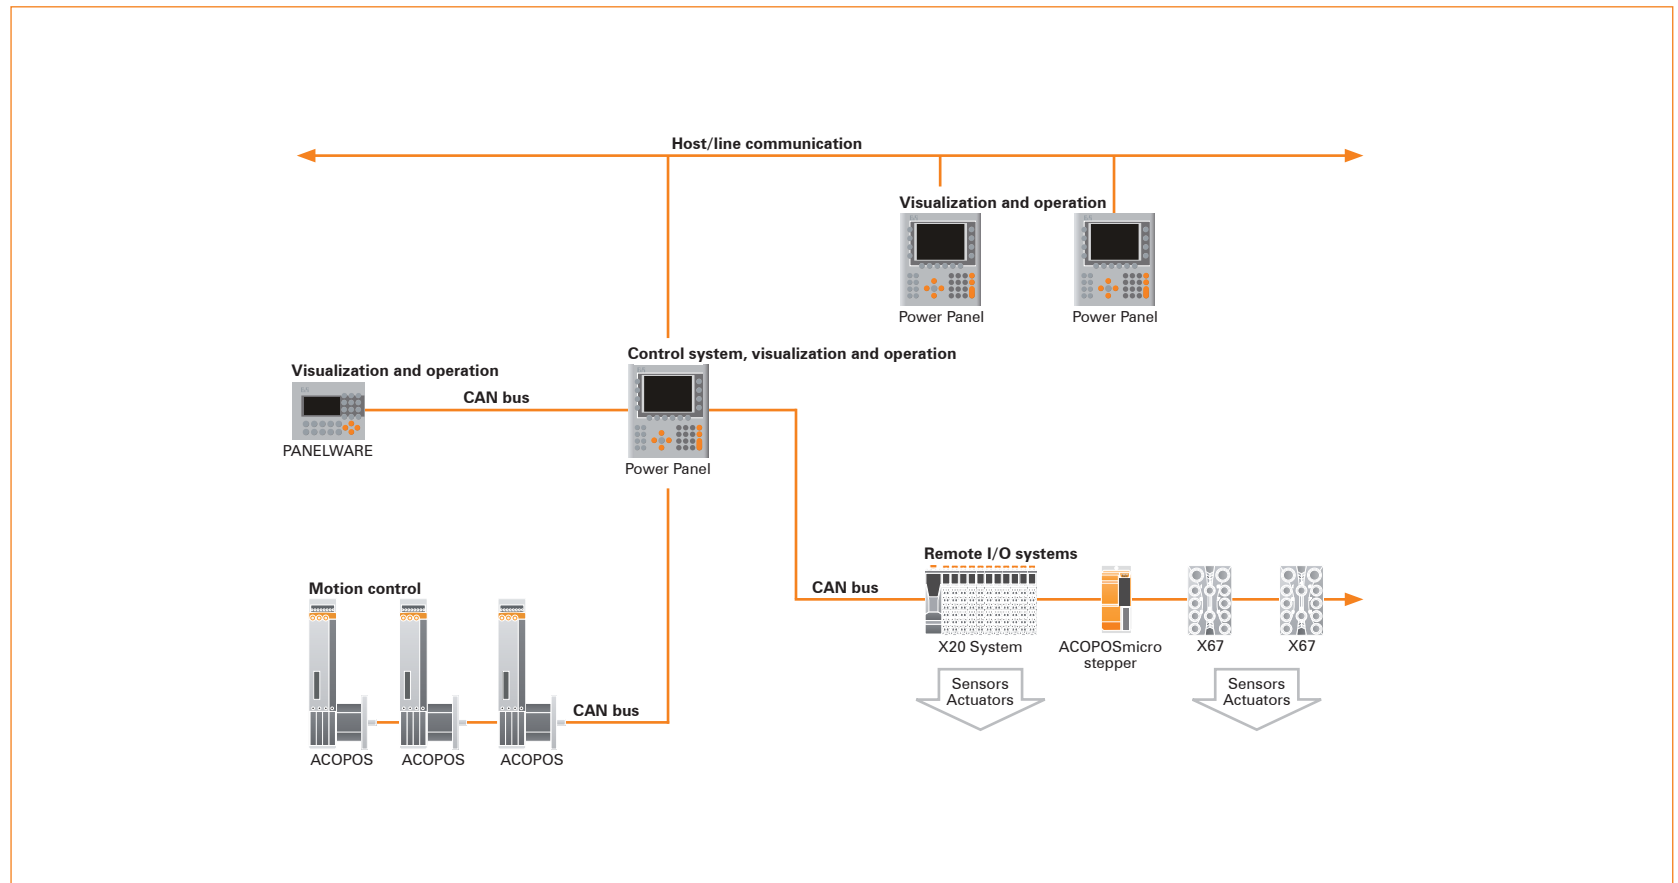 Host/line communication
Visualization and operation
Power Panel
Power Panel
Control system, visualization and operation
Visualization and operation
CAN bus
PANELWARE
Power Panel
Remote I/O systems
Motion control
CAN bus
X20 System
ACOPOSmicro
stepper
X67
X67
Sensors
Actuators
Sensors
Actuators
CAN bus
ACOPOS
ACOPOS
ACOPOS